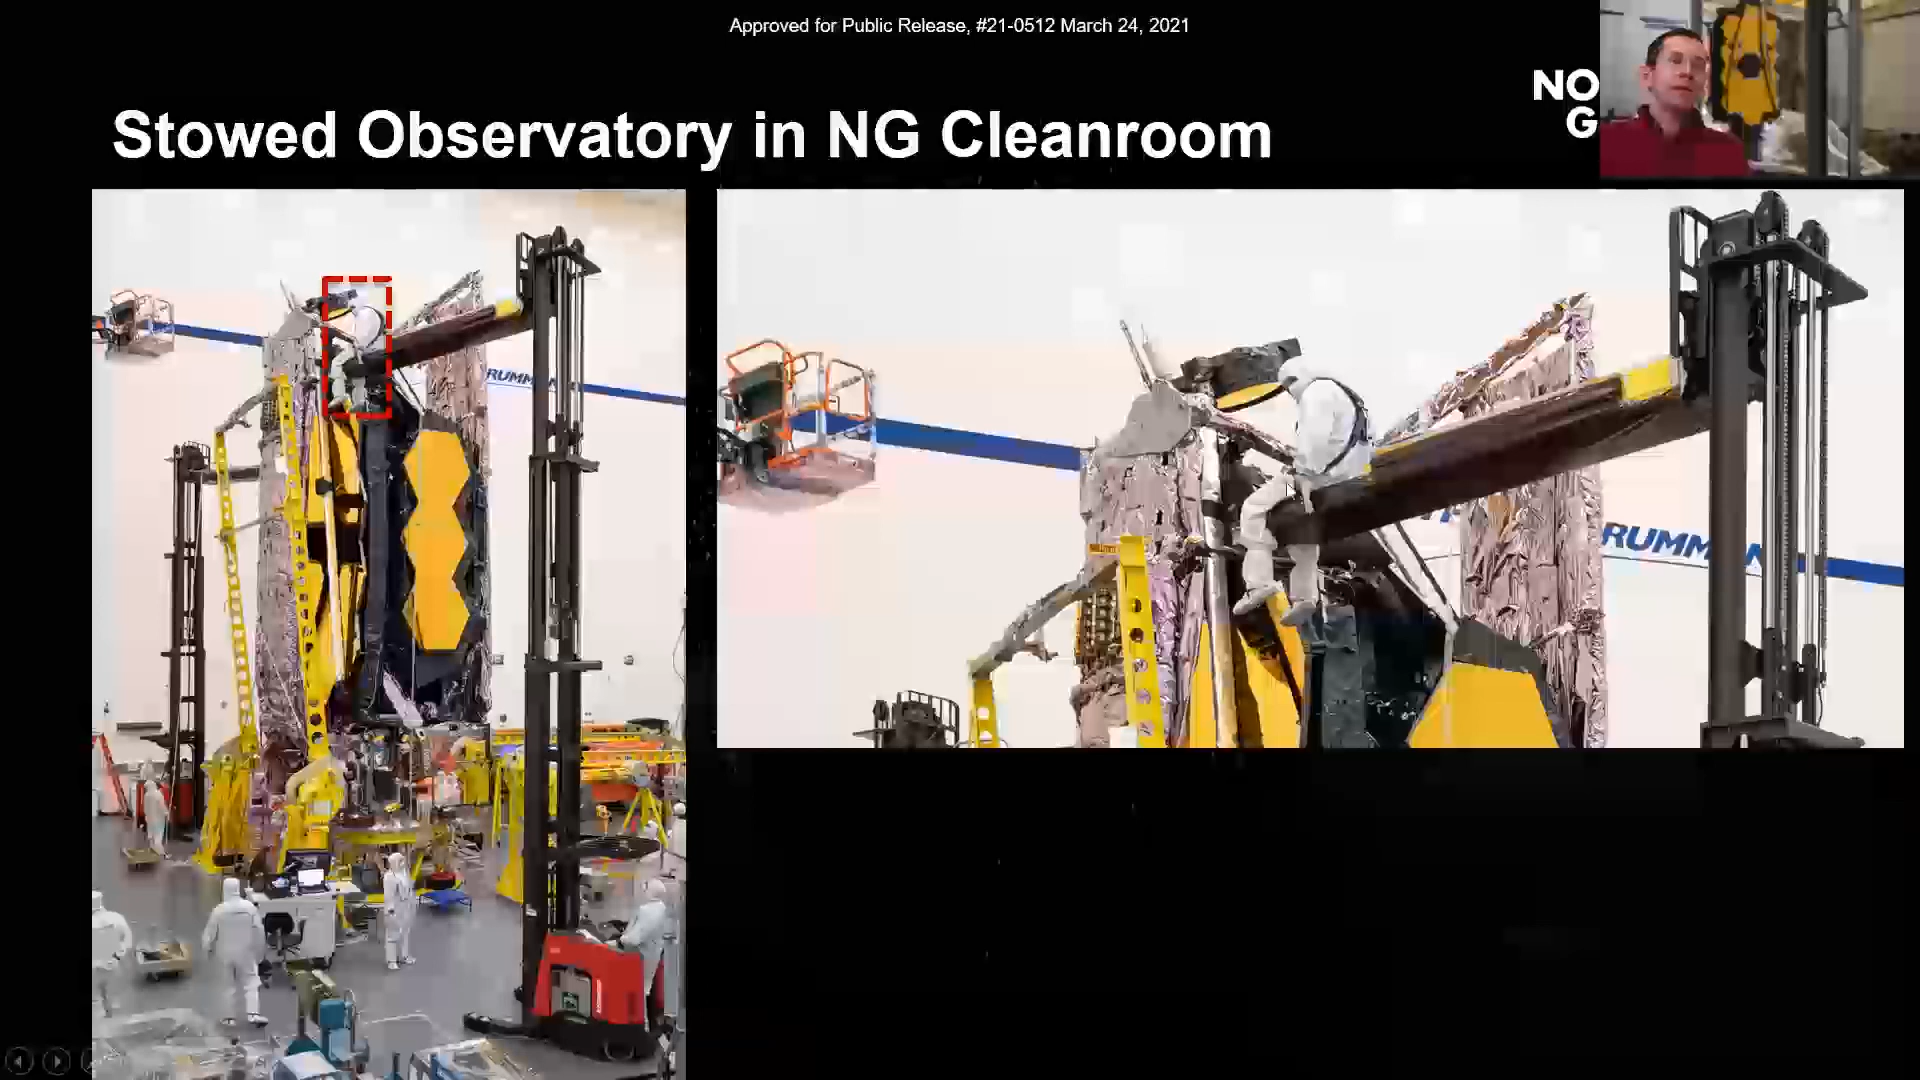 Approved for Public Release, #21-0512 March 24, 2021
NO
G
Stowed Observatory in NG Cleanroom
RUMM
RUMM